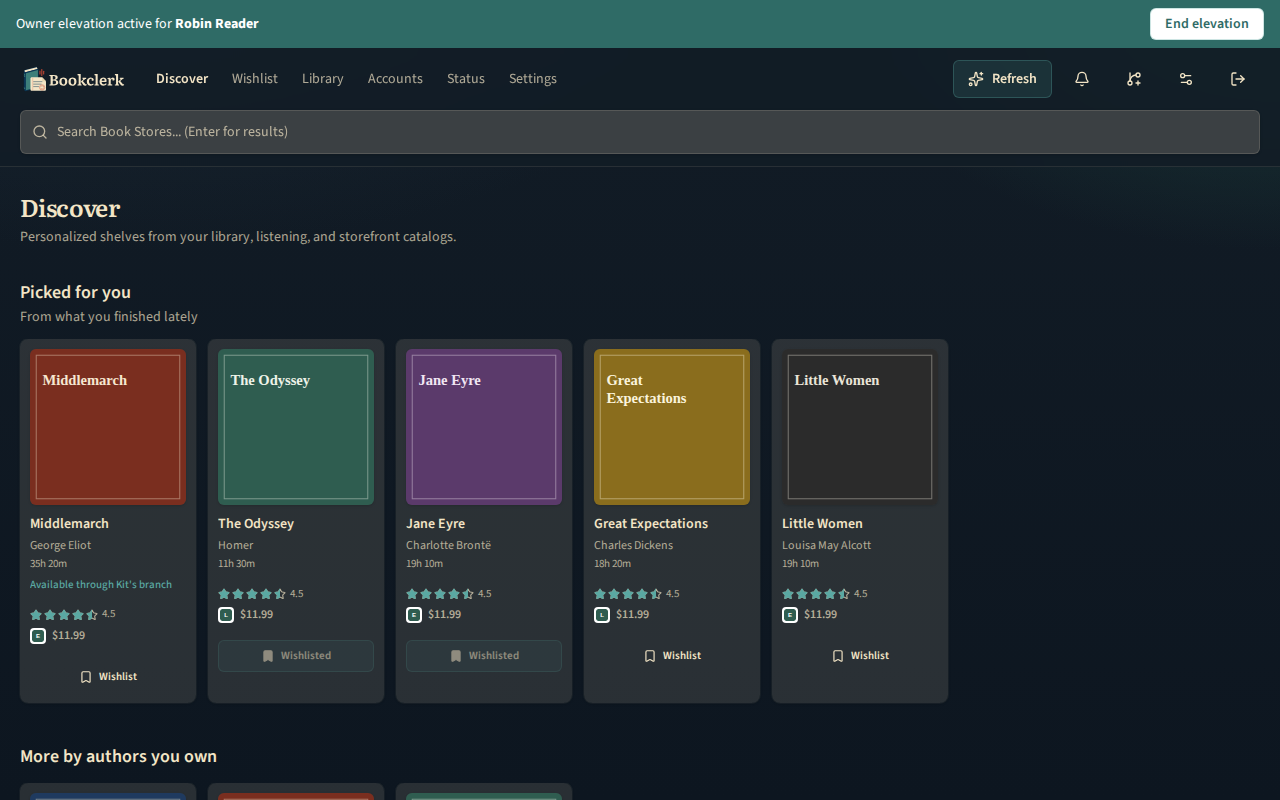 Owner elevation active for Robin Reader
End elevation
Bookclerk
Discover
Wishlist
Library
Accounts
Status
Settings
Refresh
Search Book Stores... (Enter for results)
Discover
Personalized shelves from your library, listening, and storefront catalogs.
Picked for you
From what you finished lately
Middlemarch
The Odyssey
Jane Eyre
Great
Expectations
Little Women
Middlemarch
George Eliot
35h 20m
Available through Kit's branch
4.5
E
$11.99
Wishlist
The Odyssey
Homer
11h 30m
4.5
L
$11.99
Wishlisted
Jane Eyre
Charlotte Brontë
19h 10m
4.5
E
$11.99
Wishlisted
Great Expectations
Charles Dickens
18h 20m
4.5
L
$11.99
Wishlist
Little Women
Louisa May Alcott
19h 10m
4.5
E
$11.99
Wishlist
More by authors you own